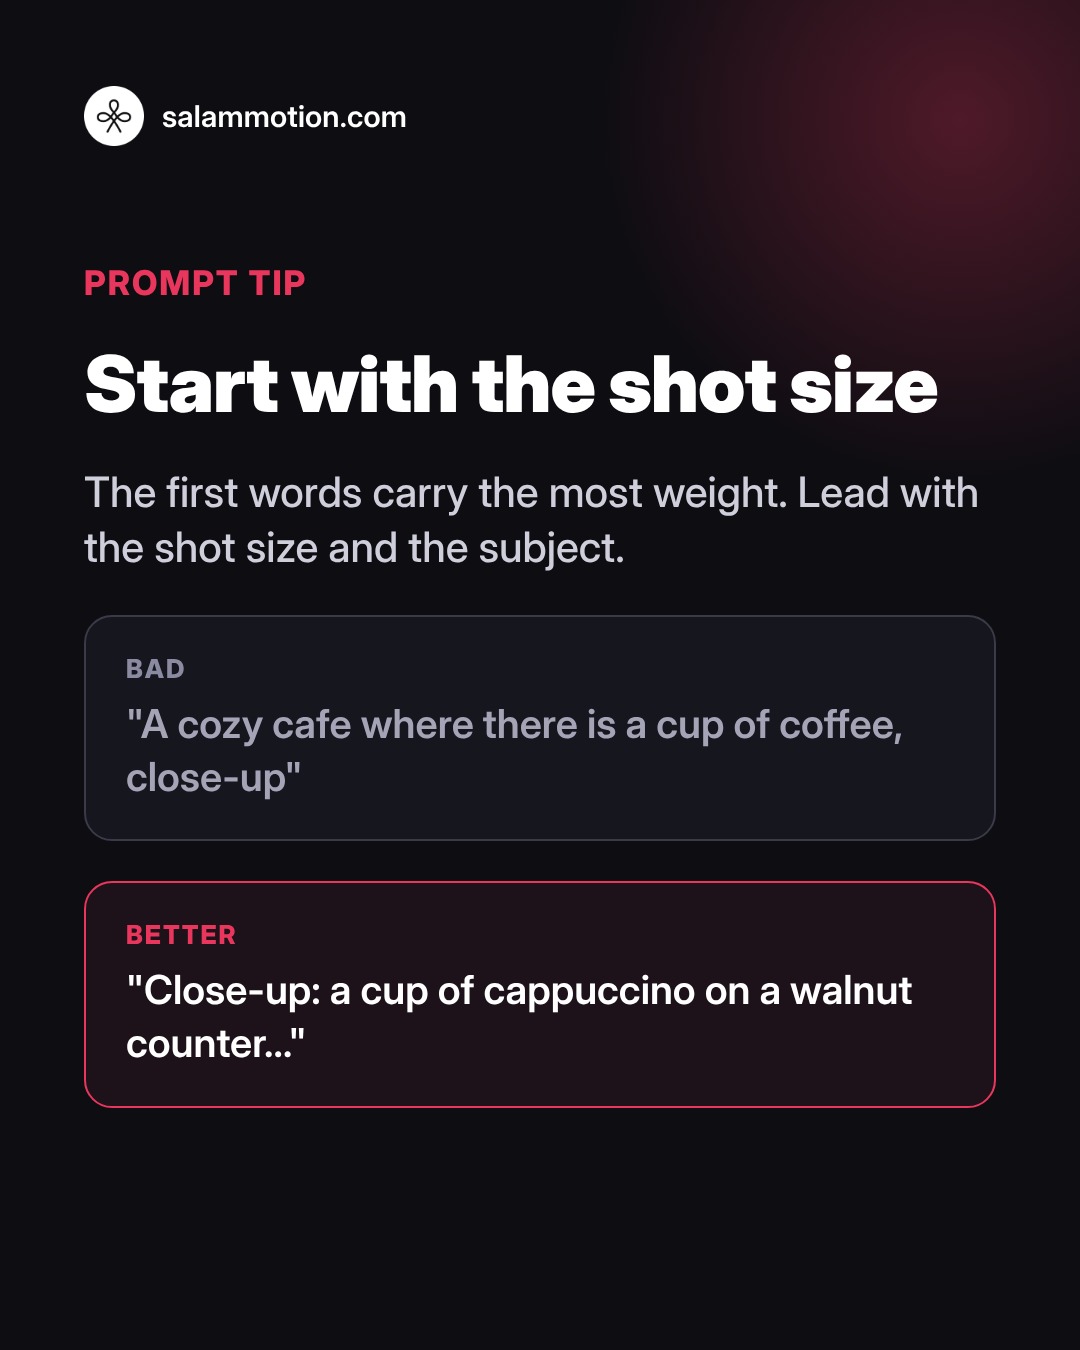 salammotion.com
PROMPT TIP
Start with the shot size
The first words carry the most weight. Lead with
the shot size and the subject.
BAD
"A cozy cafe where there is a cup of coffee,
close-up"
BETTER
"Close-up: a cup of cappuccino on a walnut
counter..."